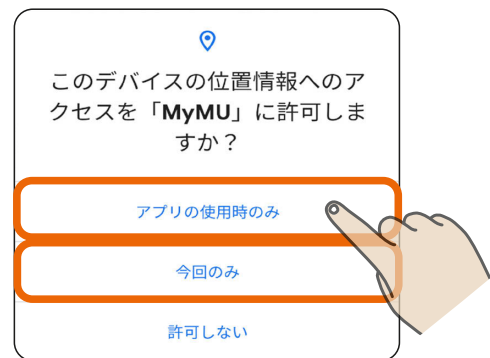 このデバイスの位置情報へのア
クセスを「MyMU」に許可しま
すか？
アプリの使用時のみ
今回のみ
許可しない